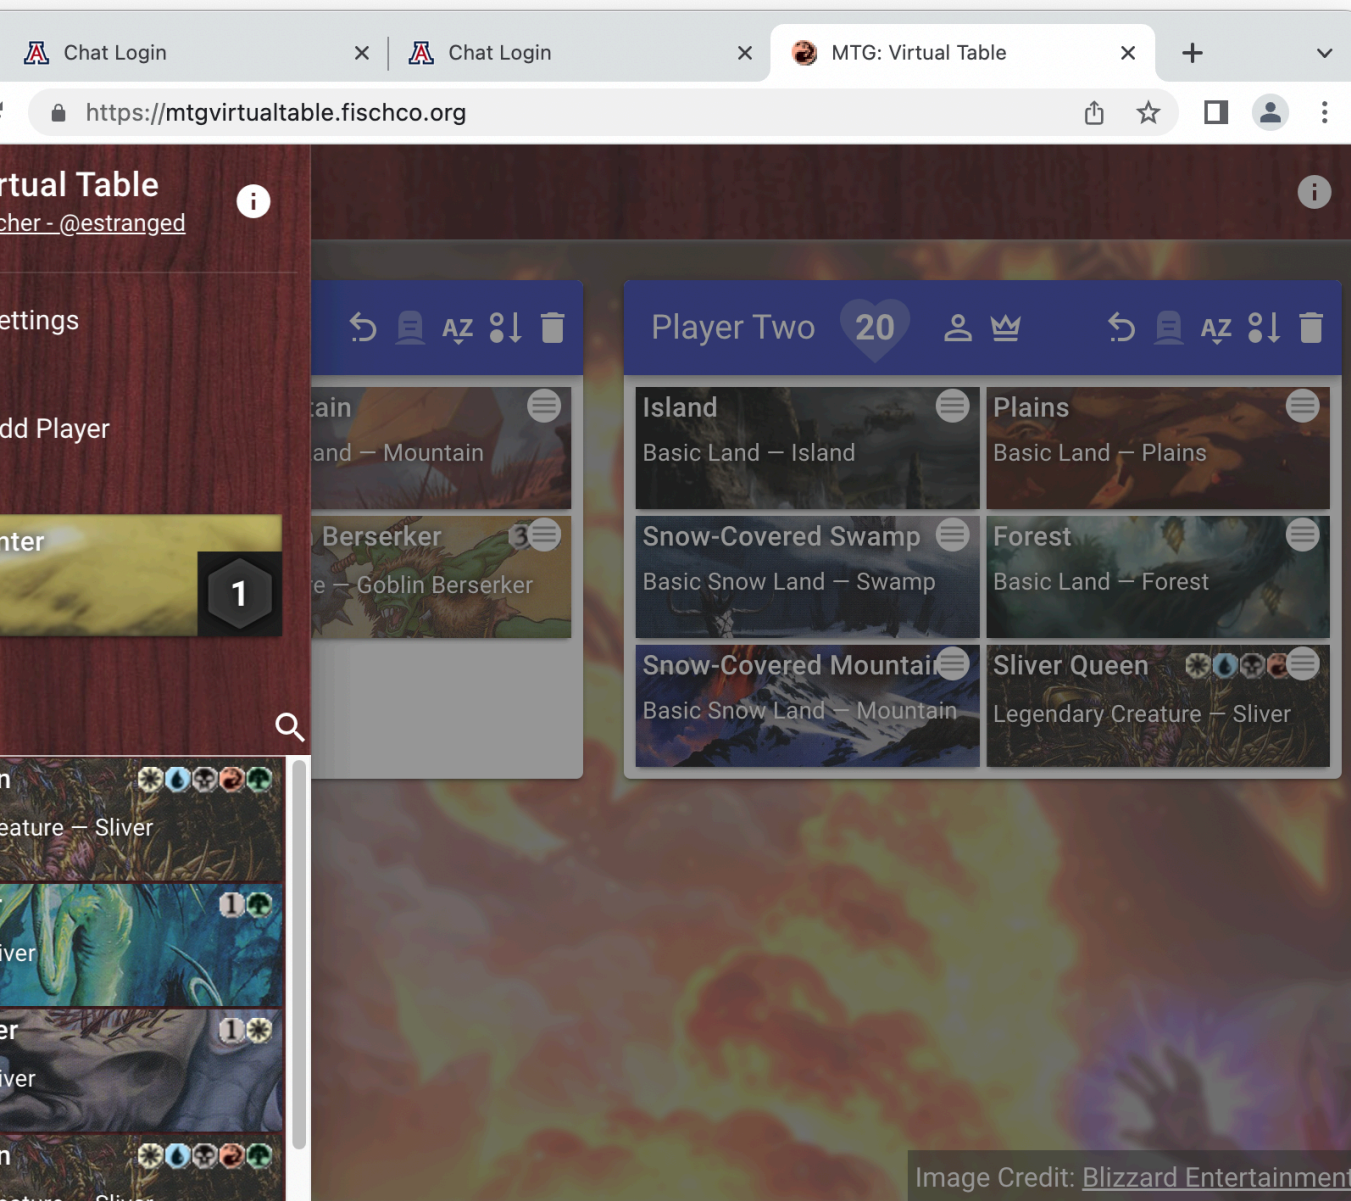 Chat Login
Chat Login
MTG: Virtual Table
https://mtgvirtualtable.fischco.org
rtual Table
cher - @estranged
ettings
dd Player
nter
1
n
eature — Sliver
1
iver
er
1
iver
n
tain
and — Mountain
Berserker
3
e — Goblin Berserker
AZ
Player Two
20
AZ
Island
Basic Land — Island
Plains
Basic Land — Plains
Snow-Covered Swamp
Basic Snow Land — Swamp
Forest
Basic Land — Forest
Snow-Covered Mountain
Basic Snow Land — Mountain
Sliver Queen
Legendary Creature — Sliver
Image Credit: Blizzard Entertainment